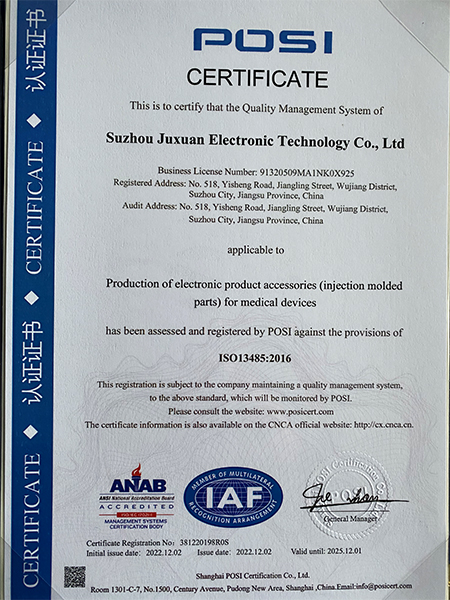 POSI
CERTIFICATE
This is to certify that the Quality Management System of
Suzhou Juxuan Electronic Technology Co., Ltd
Business License Number: 91320509MA1NK0X925
Registered Address: No. 518, Yisheng Road, Jiangling Street, Wujiang District,
Suzhou City, Jiangsu Province, China
Audit Address: No. 518, Yisheng Road, Jiangling Street, Wujiang District,
Suzhou City, Jiangsu Province, China
applicable to
Production of electronic product accessories (injection molded
parts) for medical devices
has been assessed and registered by POSI against the provisions of
ISO13485:2016
This registration is subject to the company maintaining a quality management system,
to the above standard, which will be monitored by POSI.
Please consult the website: www.posicert.com
The certificate information is also available on the CNCA official website: http://cx.cnca.cn.
ANAB
ANSI National Accreditation Board
ACCREDITED
MANAGEMENT SYSTEMS
CERTIFICATION BODY
MEMBER OF MULTILATERAL
IAF
RECOGNITION ARRANGEMENT
General Manager
Certificate Registration No: 381220198R0S
Initial issue date: 2022.12.02 Issue date: 2022.12.02 Valid until: 2025.12.01
Shanghai POSI Certification Co., Ltd.
Room 1301-C-7, No.1500, Century Avenue, Pudong New Area, Shanghai ,China.Email:info@posicert.com
CERTIFICATE ◆ 认证证书 ◆ CERTIFICATE ◆ 认证证书